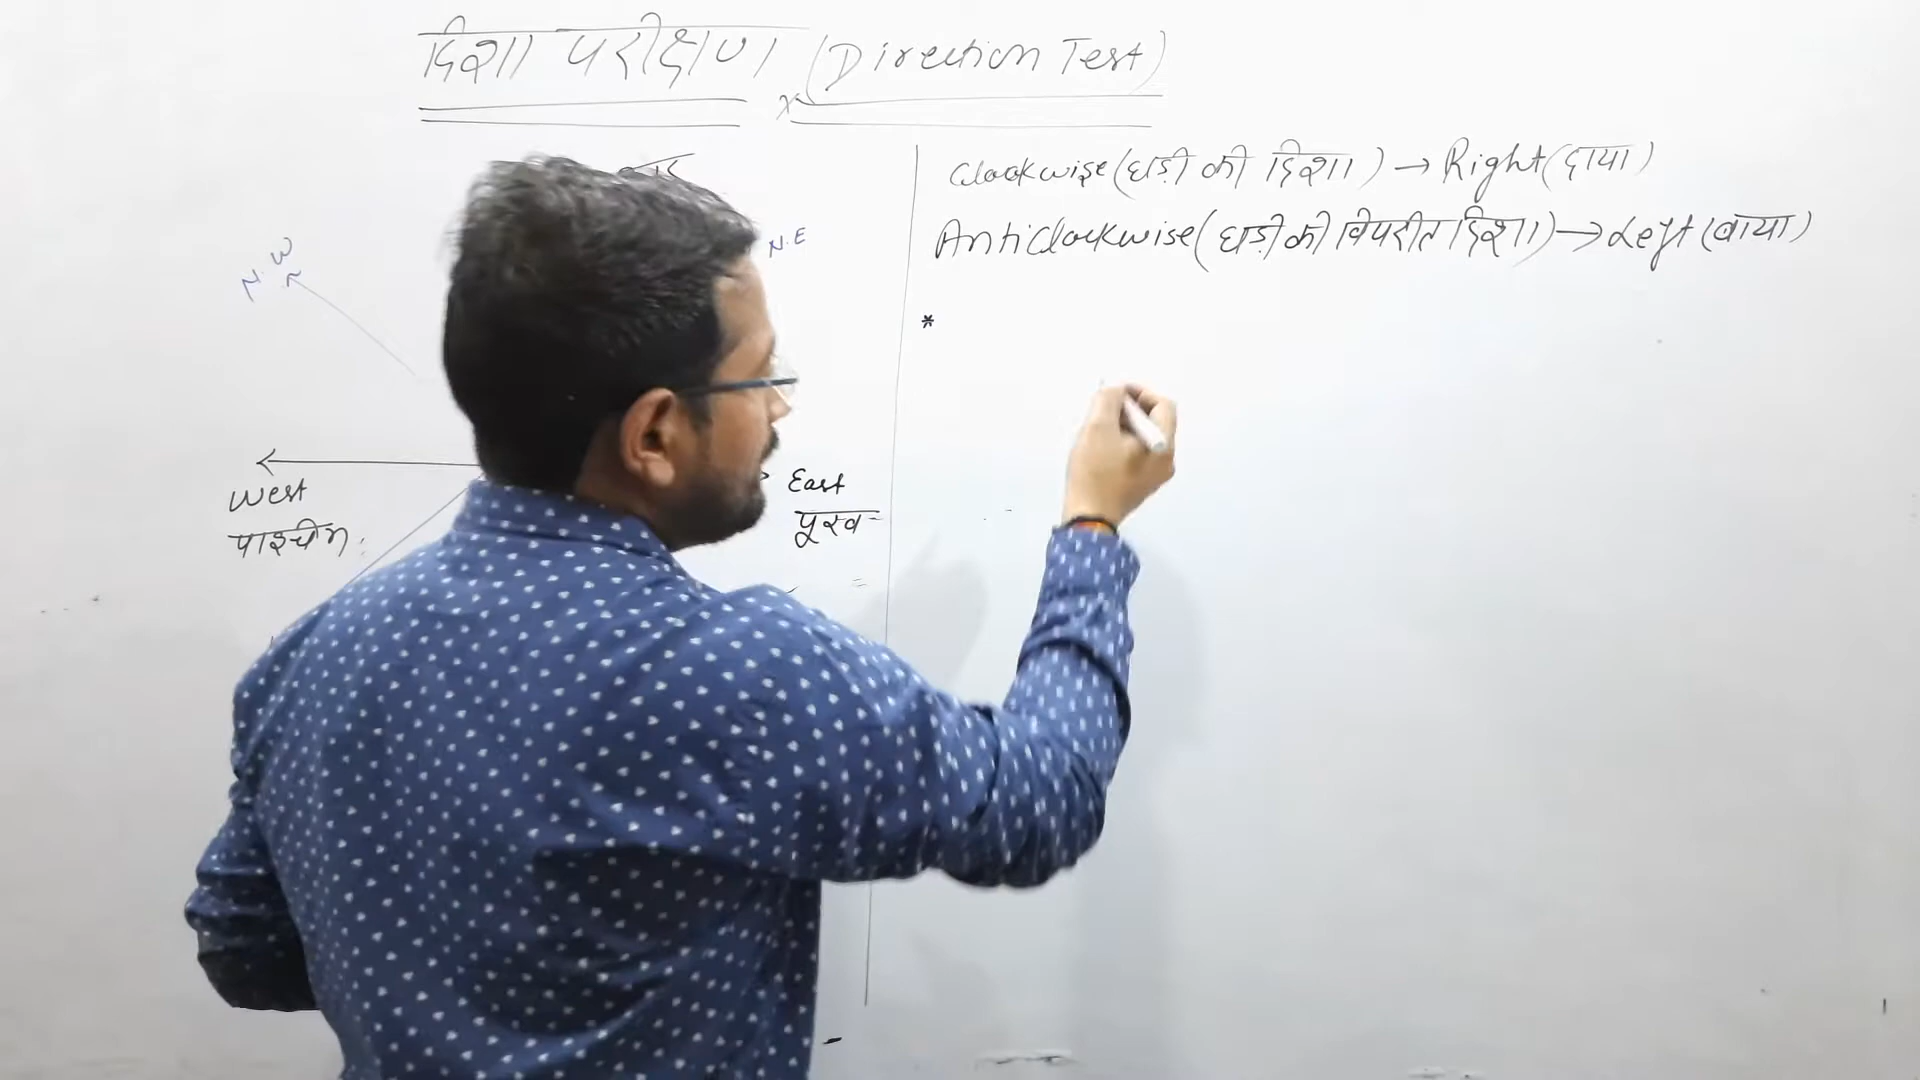 दिशा परीक्षण (Direction Test)
Clockwise (घड़ी की दिशा) → Right (दाया)
Anticlockwise (घड़ी की विपरीत दिशा) → Left (बाया)
N.W
N.E
*
West
पश्चिम
East
पूरब